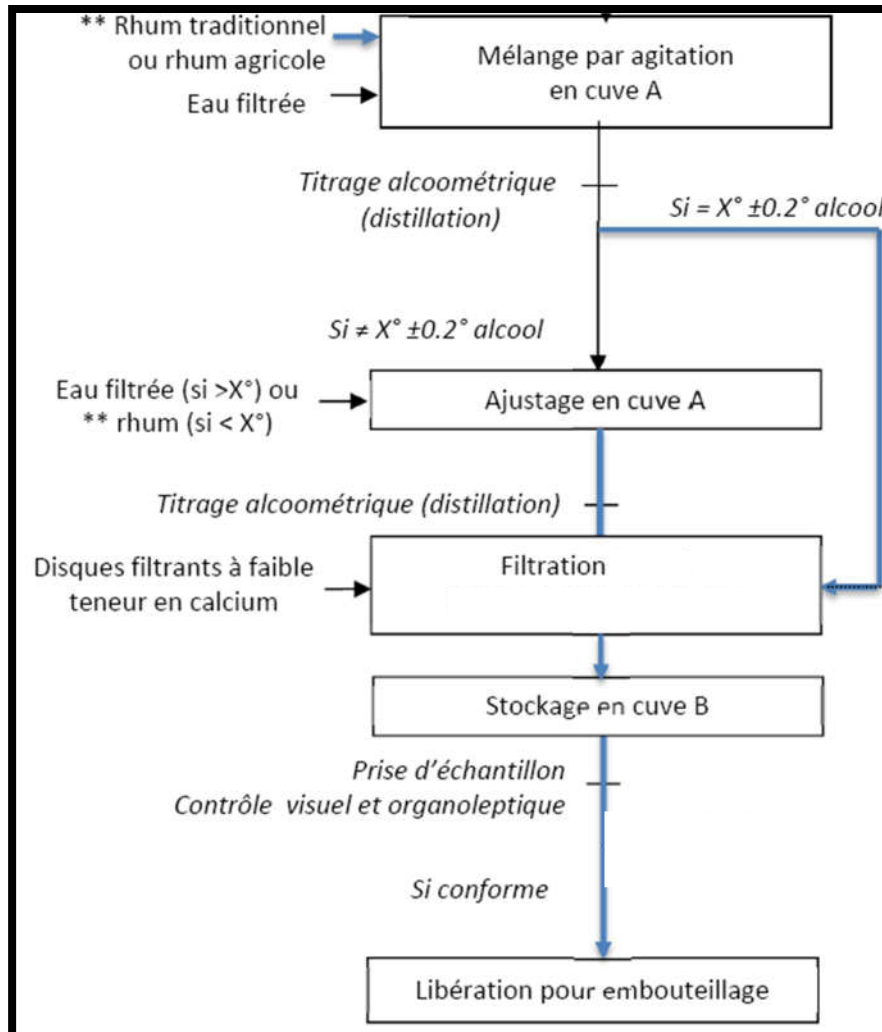 ** Rhum traditionnel
ou rhum agricole
Eau filtrée
Mélange par agitation
en cuve A
Titrage alcoométrique
(distillation)
Si = X° ±0.2° alcool
Si ≠ X° ±0.2° alcool
Eau filtrée (si >X°) ou
** rhum (si < X°)
Ajustage en cuve A
Titrage alcoométrique (distillation)
Disques filtrants à faible
teneur en calcium
Filtration
Stockage en cuve B
Prise d'échantillon
Contrôle visuel et organoleptique
Si conforme
Libération pour embouteillage